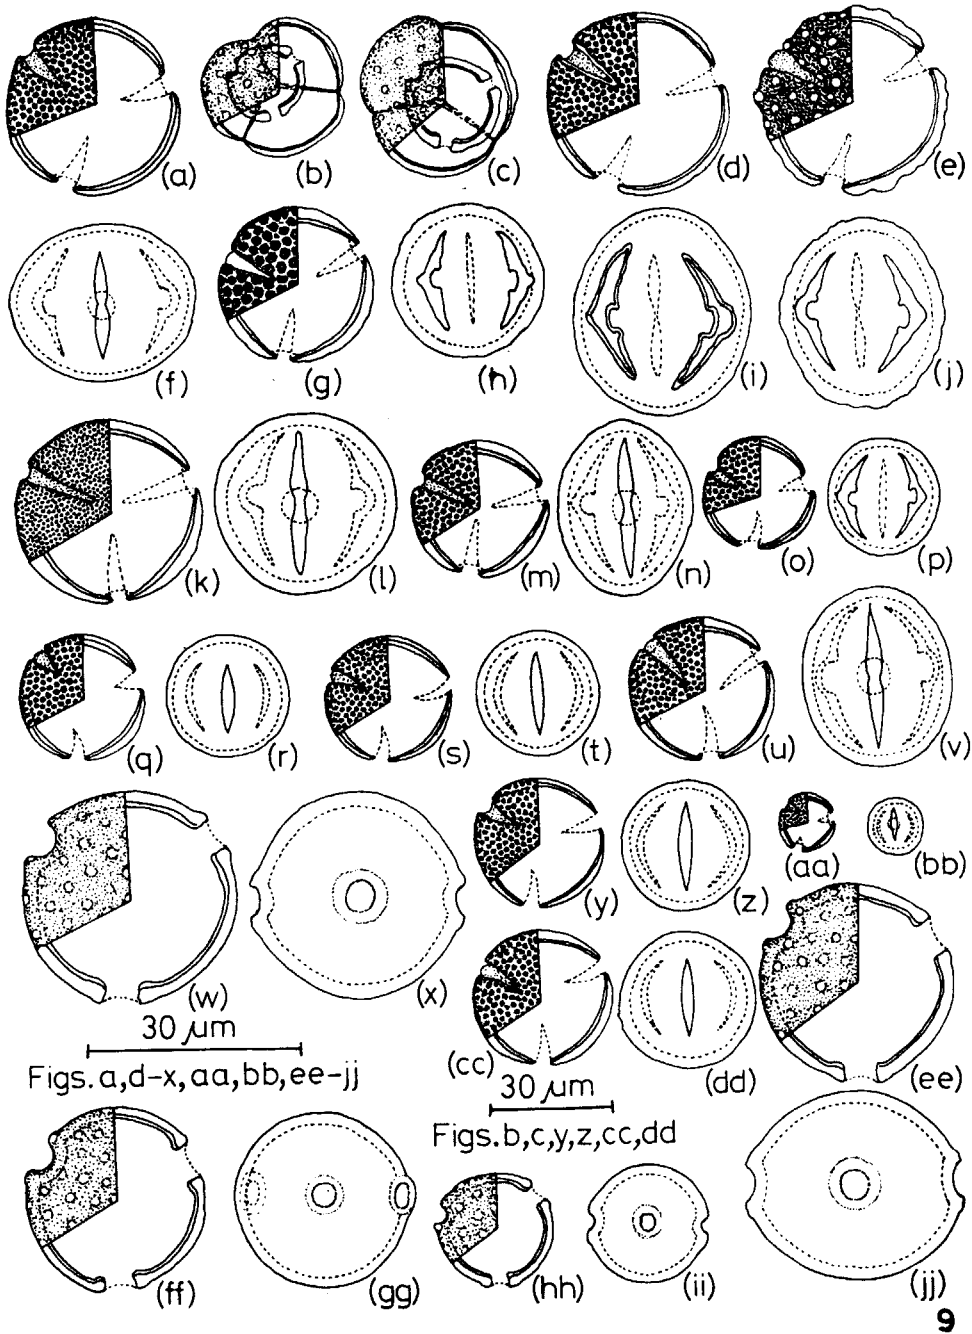 (a) (b) (c) (d) (e)
(f) (g) (h) (i) (j)
(k) (l) (m) (n) (o) (p)
(q) (r) (s) (t) (u) (v)
(w) (x) (y) (z) (aa) (bb)
30 µm
Figs. a,d-x,aa,bb,ee-jj
(cc) (dd) (ee)
30 µm
Figs. b,c,y,z,cc,dd
(ff) (gg) (hh) (ii) (jj)
9